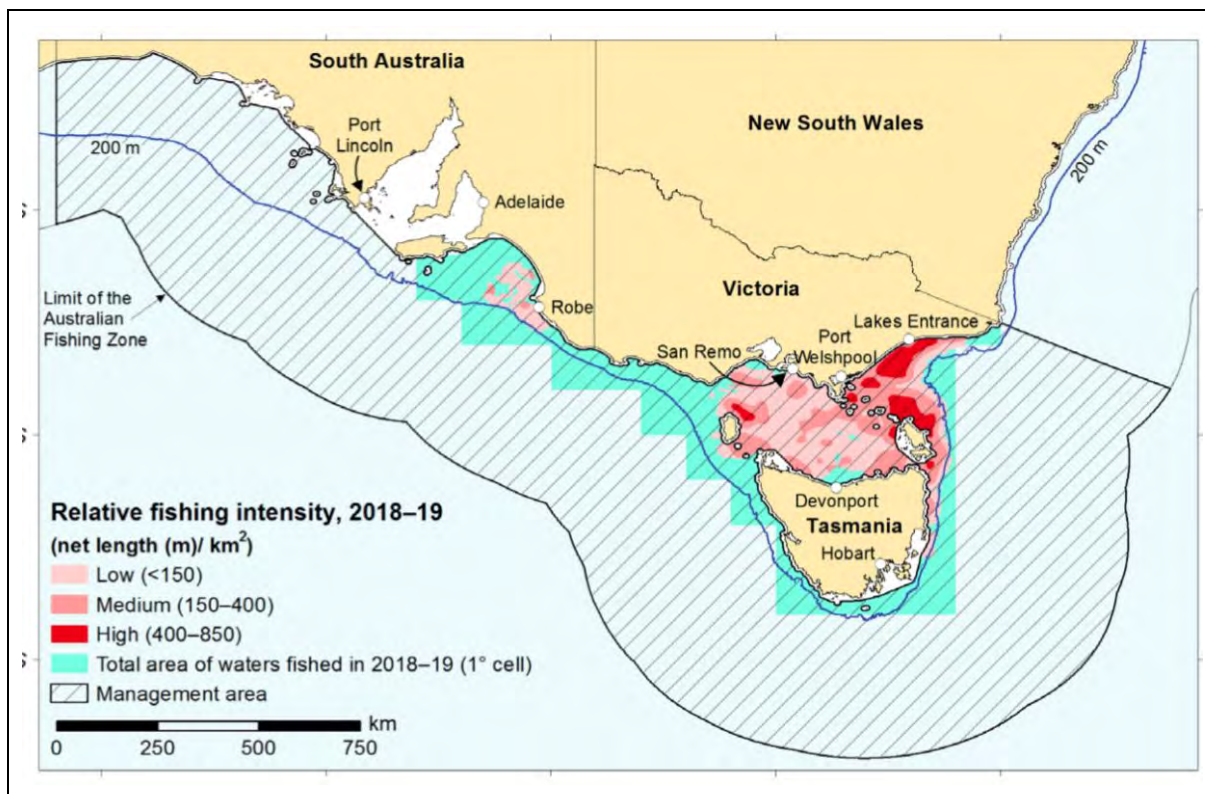 South Australia
New South Wales
Port
Lincoln
200 m
200 m
Adelaide
Limit of the
Australian
Fishing Zone
Robe
Victoria
Lakes Entrance
Port
Welshpool
San Remo
Devonport
Tasmania
Hobart
Relative fishing intensity, 2018–19
(net length (m)/ km²)
Low (<150)
Medium (150–400)
High (400–850)
Total area of waters fished in 2018–19 (1° cell)
Management area
km
0 250 500 750